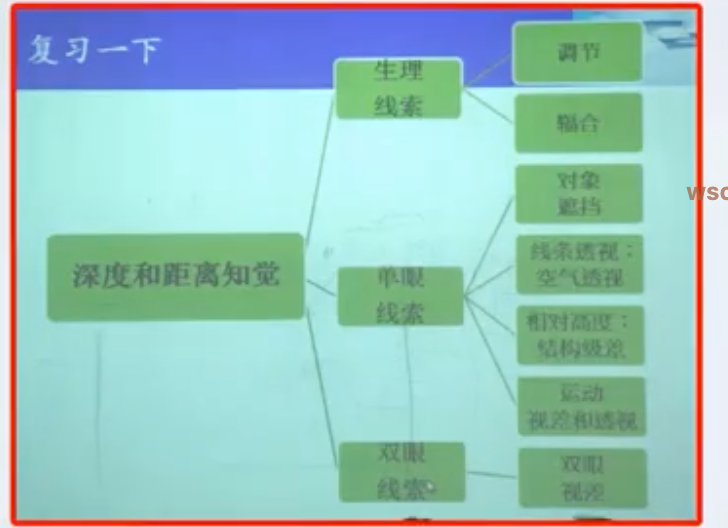 复习一下
生理
线索
调节
辐合
深度和距离知觉
单眼
线索
对象
遮挡
线条透视:
空气透视
相对高度:
结构级差
运动
视差和透视
双眼
线索
双眼
视差
wsc